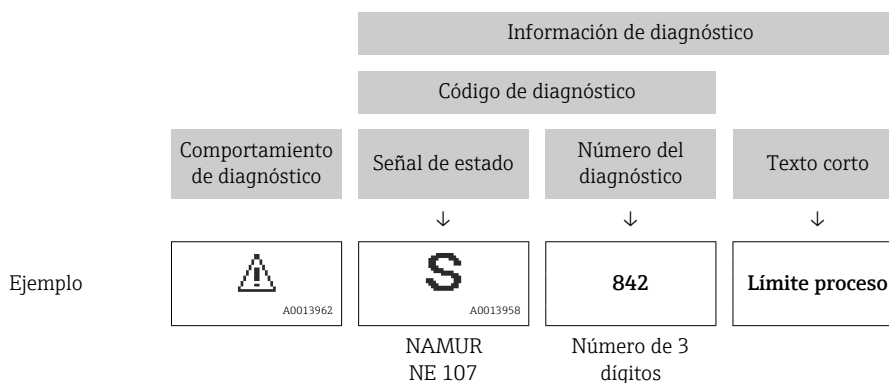 Información de diagnóstico
Código de diagnóstico
Comportamiento
de diagnóstico
Señal de estado
Número del
diagnóstico
Texto corto
↓ ↓ ↓
Ejemplo
A0013962
S
A0013958
842
Límite proceso
NAMUR
NE 107
Número de 3
dígitos